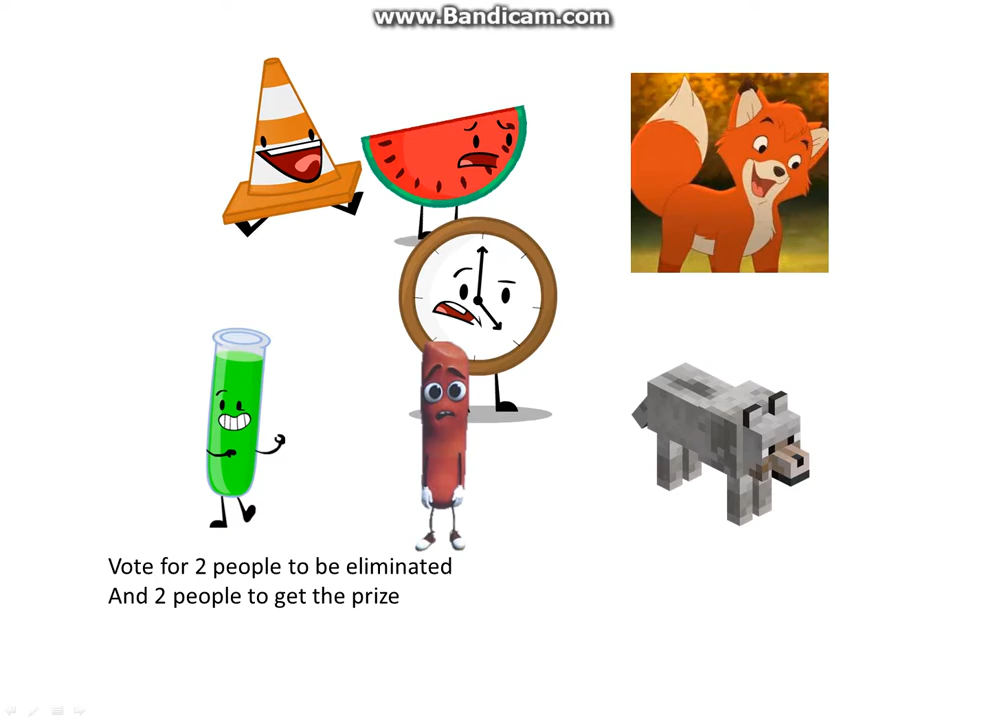 www.Bandicam.com
Vote for 2 people to be eliminated
And 2 people to get the prize